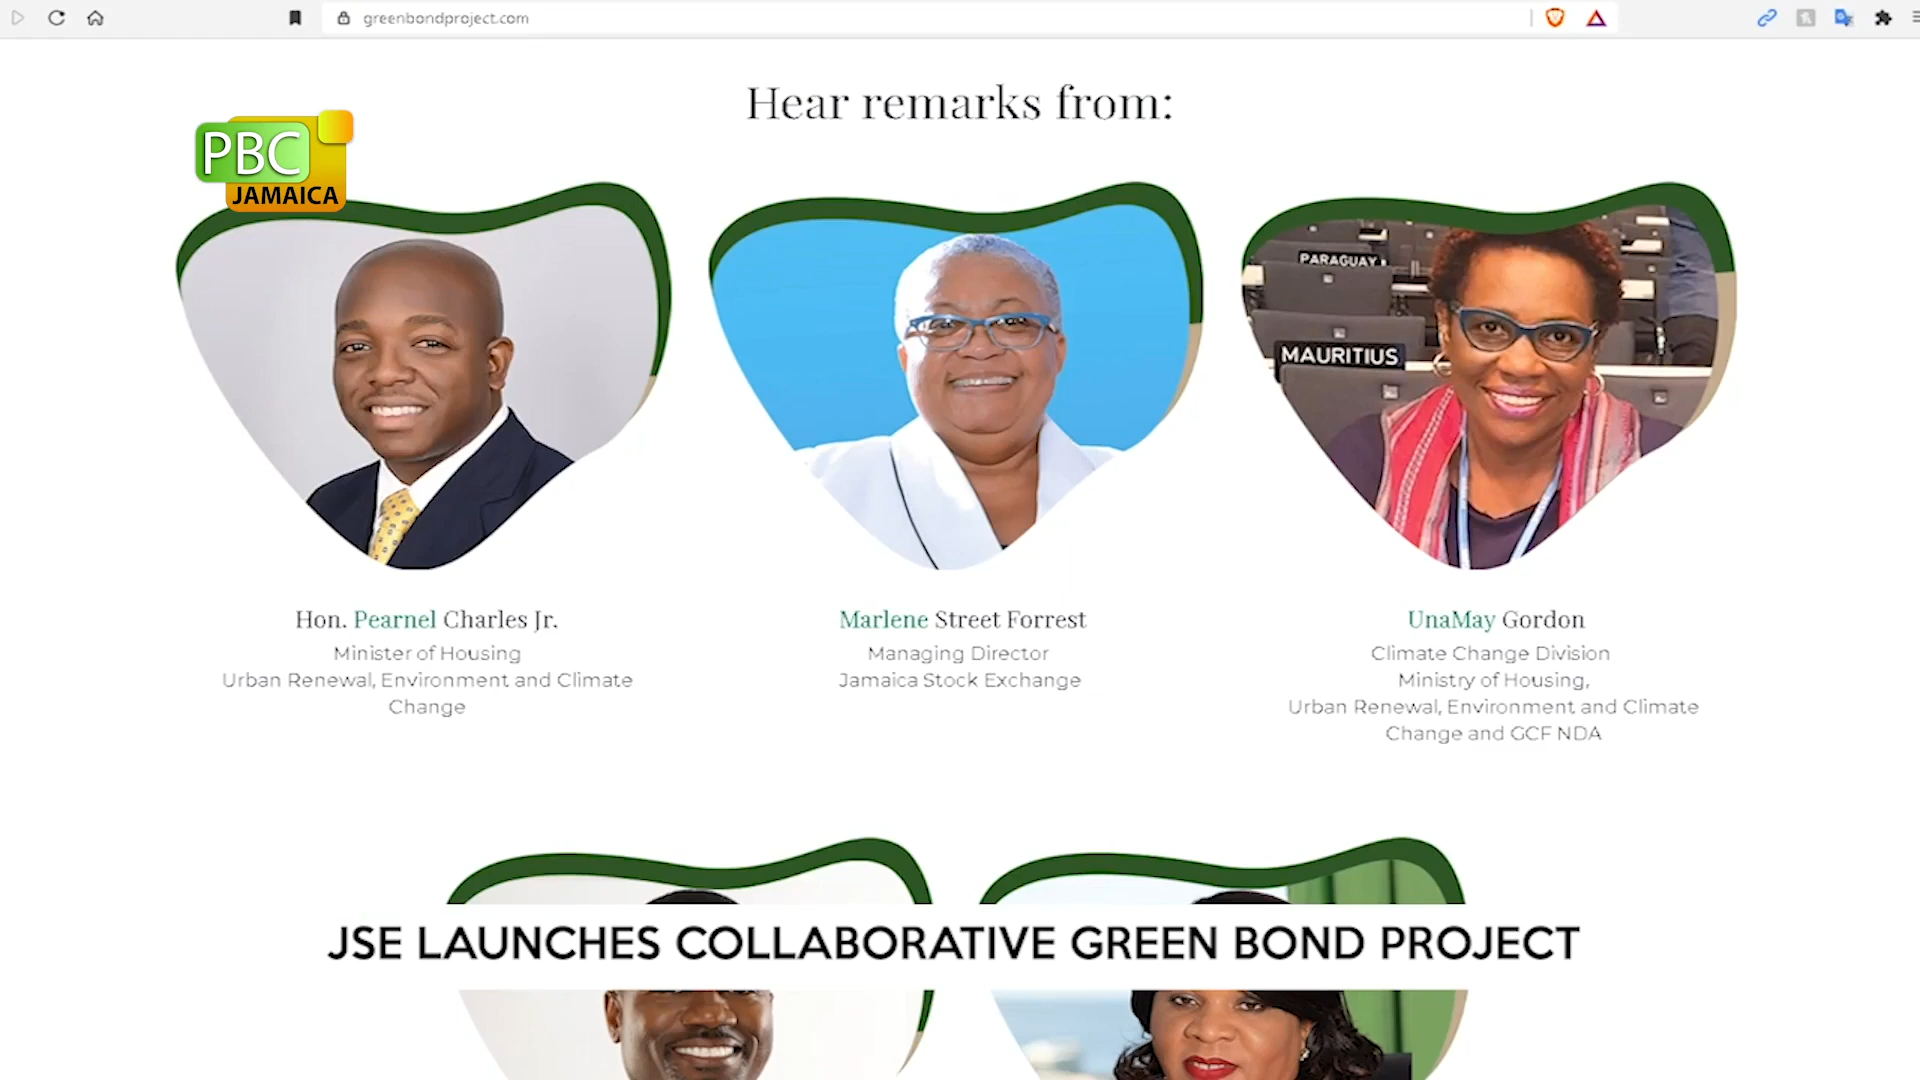 greenbondproject.com
Hear remarks from:
PBC
JAMAICA
PARAGUAY
MAURITIUS
Hon. Pearnel Charles Jr.
Minister of Housing
Urban Renewal, Environment and Climate
Change
Marlene Street Forrest
Managing Director
Jamaica Stock Exchange
UnaMay Gordon
Climate Change Division
Ministry of Housing,
Urban Renewal, Environment and Climate
Change and GCF NDA
JSE LAUNCHES COLLABORATIVE GREEN BOND PROJECT